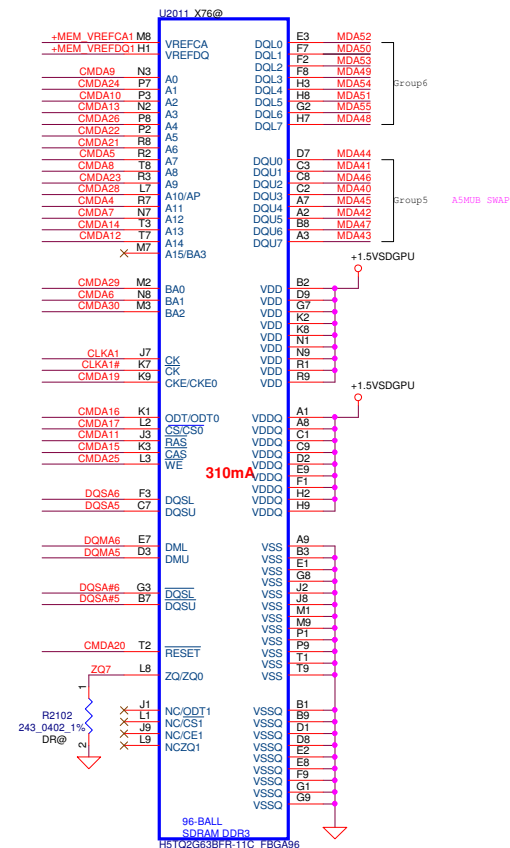 U2011 X76@
+MEM_VREFCA1 M8 VREFCA DQL0 E3 MDA52
+MEM_VREFDQ1 H1 VREFDQ DQL1 F7 MDA50
DQL2 F2 MDA53
CMDA9 N3 A0 DQL3 F8 MDA49
CMDA24 P7 A1 DQL4 H3 MDA54
CMDA10 P3 A2 DQL5 H8 MDA51
CMDA13 N2 A3 DQL6 G2 MDA55
CMDA26 P8 A4 DQL7 H7 MDA48
Group6
CMDA22 P2 A5
CMDA21 R8 A6
CMDA5 R2 A7 DQU0 D7 MDA44
CMDA8 T8 A8 DQU1 C3 MDA41
CMDA23 R3 A9 DQU2 C8 MDA46
CMDA28 L7 A10/AP DQU3 C2 MDA40
CMDA4 R7 A11 DQU4 A7 MDA45
CMDA7 N7 A12 DQU5 A2 MDA42
CMDA14 T3 A13 DQU6 B8 MDA47
CMDA12 T7 A14 DQU7 A3 MDA43
Group5 A5MUB SWAP
M7 A15/BA3
+1.5VSDGPU
CMDA29 M2 BA0 VDD B2
CMDA6 N8 BA1 VDD D9
CMDA30 M3 BA2 VDD G7
VDD K2
VDD K8
VDD N1
CLKA1 J7 CK VDD N9
CLKA1# K7 CK VDD R1
CMDA19 K9 CKE/CKE0 VDD R9
+1.5VSDGPU
CMDA16 K1 ODT/ODT0 VDDQ A1
CMDA17 L2 CS/CS0 VDDQ A8
CMDA11 J3 RAS VDDQ C1
CMDA15 K3 CAS VDDQ C9
CMDA25 L3 WE VDDQ D2
310mA
VDDQ E9
VDDQ F1
DQSA6 F3 DQSL VDDQ H2
DQSA5 C7 DQSU VDDQ H9
DQMA6 E7 DML VSS A9
DQMA5 D3 DMU VSS B3
VSS E1
VSS G8
DQSA#6 G3 DQSL VSS J2
DQSA#5 B7 DQSU VSS J8
VSS M1
VSS M9
VSS P1
CMDA20 T2 RESET VSS P9
VSS T1
ZQ7 L8 ZQ/ZQ0 VSS T9
1
R2102
243_0402_1%
DR@
2
J1 NC/ODT1 VSSQ B1
L1 NC/CS1 VSSQ B9
J9 NC/CE1 VSSQ D1
L9 NCZQ1 VSSQ D8
VSSQ E2
VSSQ E8
VSSQ F9
VSSQ G1
VSSQ G9
96-BALL
SDRAM DDR3
H5TQ2G63BFR-11C FBGA96